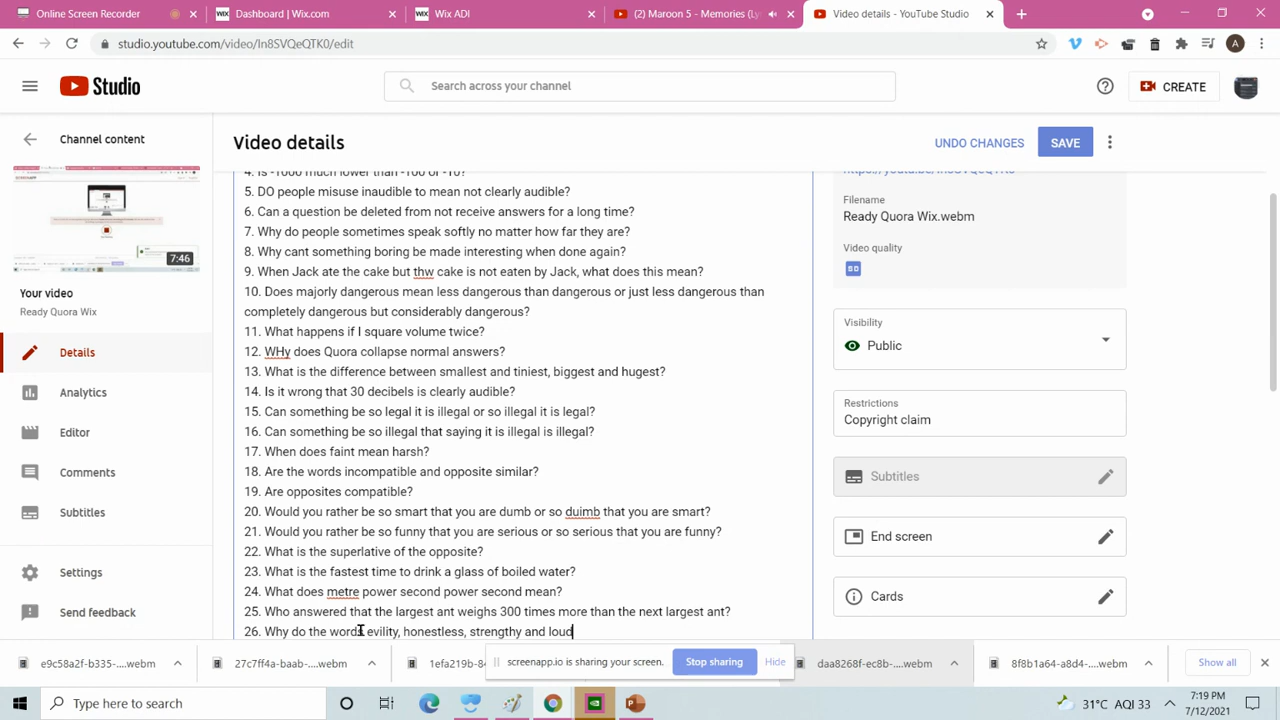 Online Screen Recorder
Dashboard | Wix.com
Wix ADI
(2) Maroon 5 - Memories (Ly
Video details - YouTube Studio
studio.youtube.com/video/In8SVQeQTK0/edit
A
Studio
Search across your channel
CREATE
Channel content
7:46
Your video
Ready Quora Wix
Details
Analytics
Editor
Comments
Subtitles
Settings
Send feedback
Video details
UNDO CHANGES
SAVE
4. Is -1000 much lower than -100 or -10?
5. DO people misuse inaudible to mean not clearly audible?
6. Can a question be deleted from not receive answers for a long time?
7. Why do people sometimes speak softly no matter how far they are?
8. Why cant something boring be made interesting when done again?
9. When Jack ate the cake but thw cake is not eaten by Jack, what does this mean?
10. Does majorly dangerous mean less dangerous than dangerous or just less dangerous than
completely dangerous but considerably dangerous?
11. What happens if I square volume twice?
12. WHy does Quora collapse normal answers?
13. What is the difference between smallest and tiniest, biggest and hugest?
14. Is it wrong that 30 decibels is clearly audible?
15. Can something be so legal it is illegal or so illegal it is legal?
16. Can something be so illegal that saying it is illegal is illegal?
17. When does faint mean harsh?
18. Are the words incompatible and opposite similar?
19. Are opposites compatible?
20. Would you rather be so smart that you are dumb or so duimb that you are smart?
21. Would you rather be so funny that you are serious or so serious that you are funny?
22. What is the superlative of the opposite?
23. What is the fastest time to drink a glass of boiled water?
24. What does metre power second power second mean?
25. Who answered that the largest ant weighs 300 times more than the next largest ant?
26. Why do the words evility, honestless, strengthy and loud
https://youtu.be/In8SVQeQTK0
Filename
Ready Quora Wix.webm
Video quality
SD
Visibility
Public
Restrictions
Copyright claim
Subtitles
End screen
Cards
e9c58a2f-b335-....webm
27c7ff4a-baab-....webm
1efa219b-84
screenapp.io is sharing your screen.
Stop sharing
Hide
daa8268f-ec8b-....webm
8f8b1a64-a8d4-....webm
Show all
Type here to search
31°C AQI 33
7:19 PM
7/12/2021